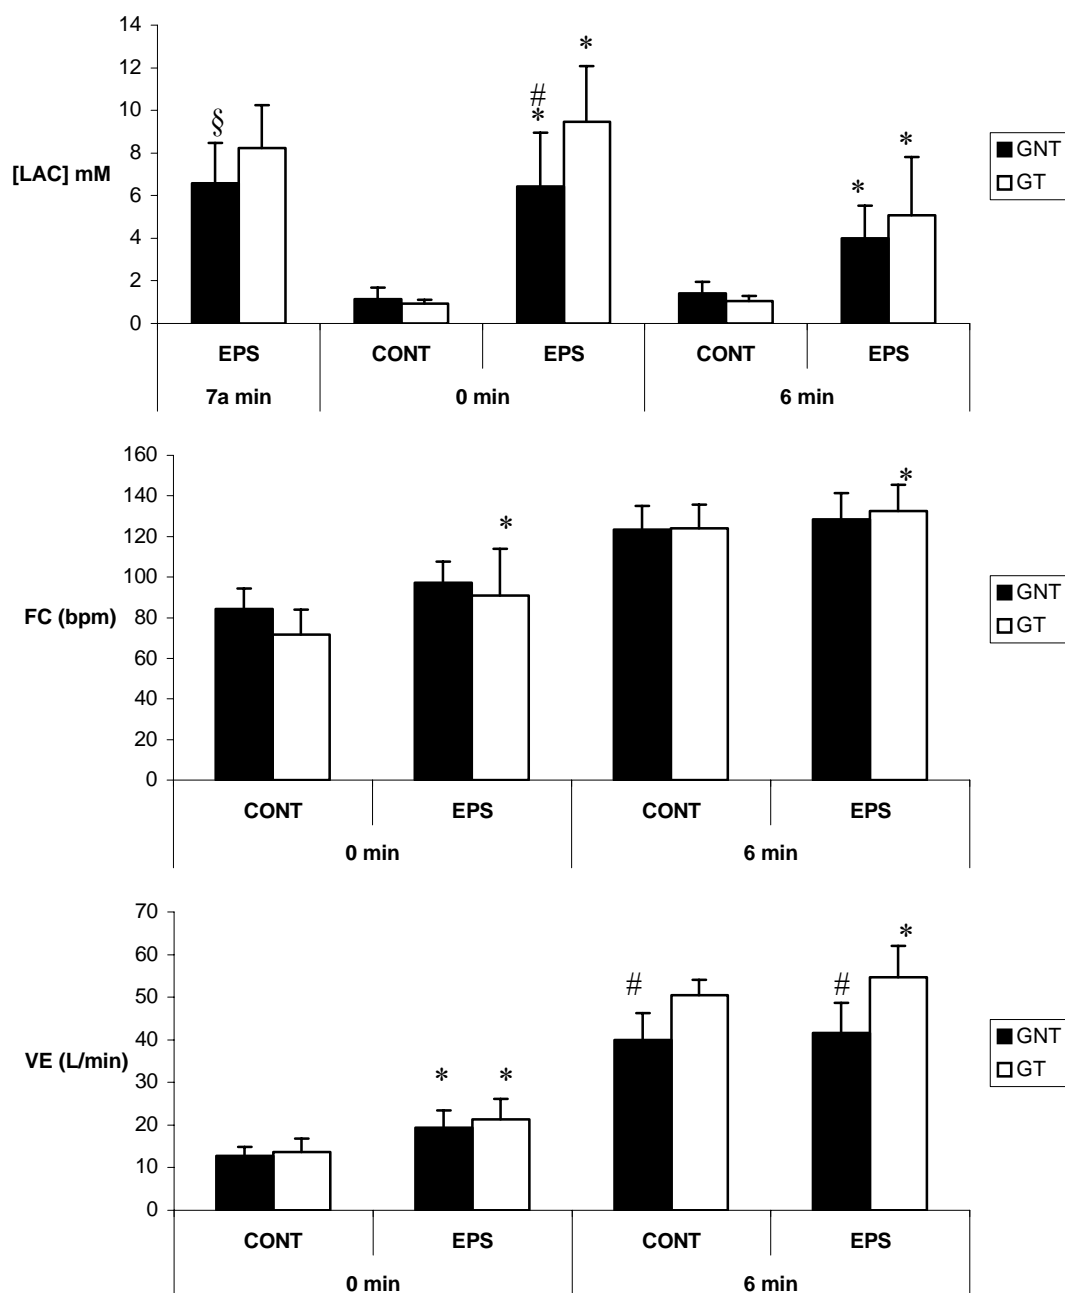 14
12
10
8
6
4
2
0
[LAC] mM
§
#
*
*
*
*
GNT
GT
EPS
CONT
EPS
CONT
EPS
7a min
0 min
6 min
160
140
120
100
80
60
40
20
0
FC (bpm)
*
*
GNT
GT
CONT
EPS
CONT
EPS
0 min
6 min
70
60
50
40
30
20
10
0
VE (L/min)
*
*
#
#
*
GNT
GT
CONT
EPS
CONT
EPS
0 min
6 min